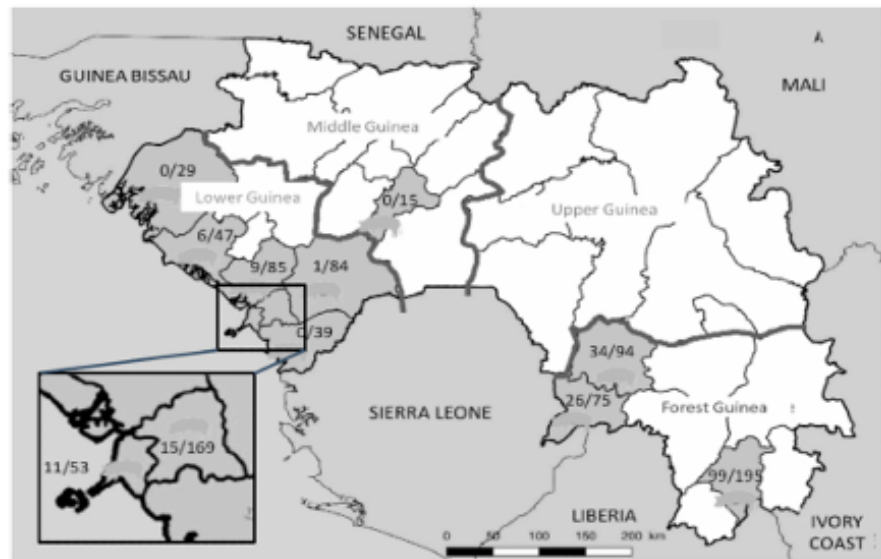 SENEGAL
GUINEA BISSAU
MALI
Middle Guinea
0/29
Lower Guinea
0/15
Upper Guinea
6/47
9/85
1/84
0/39
34/94
26/75
SIERRA LEONE
Forest Guinea
15/169
11/53
99/195
LIBERIA
IVORY
COAST
0 50 100 150 200 km